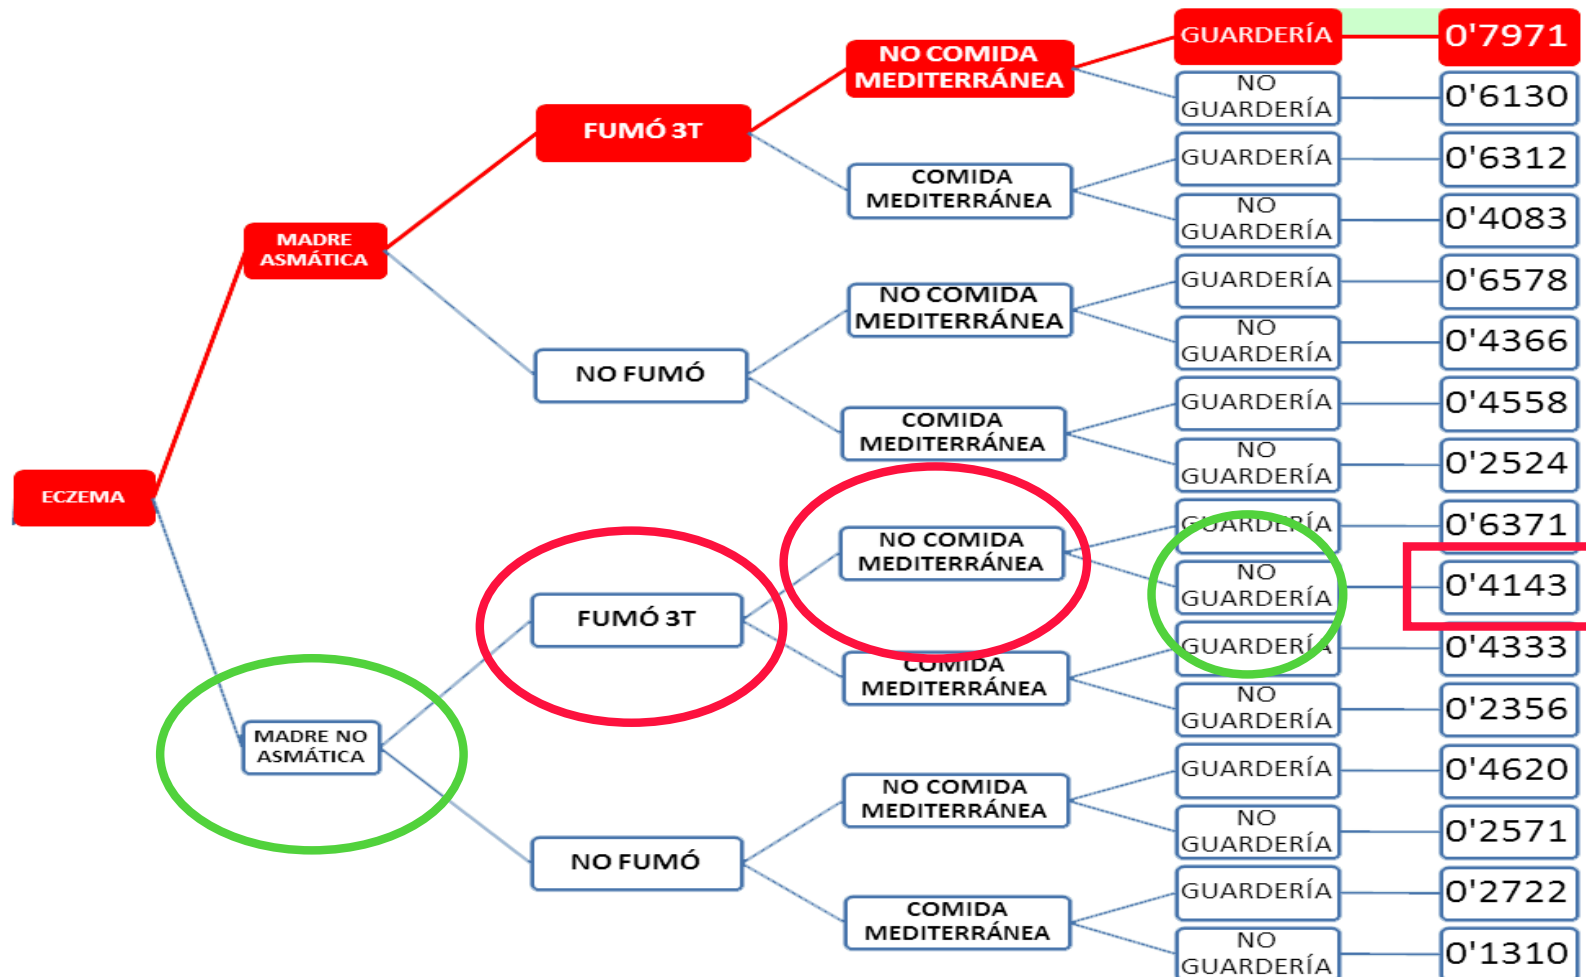 GUARDERÍA
0'7971
NO COMIDA
MEDITERRÁNEA
NO
GUARDERÍA
0'6130
FUMÓ 3T
GUARDERÍA
0'6312
COMIDA
MEDITERRÁNEA
NO
GUARDERÍA
0'4083
MADRE
ASMÁTICA
GUARDERÍA
0'6578
NO COMIDA
MEDITERRÁNEA
NO
GUARDERÍA
0'4366
NO FUMÓ
GUARDERÍA
0'4558
COMIDA
MEDITERRÁNEA
NO
GUARDERÍA
0'2524
ECZEMA
GUARDERÍA
0'6371
NO COMIDA
MEDITERRÁNEA
NO
GUARDERÍA
0'4143
FUMÓ 3T
GUARDERÍA
0'4333
COMIDA
MEDITERRÁNEA
NO
GUARDERÍA
0'2356
MADRE NO
ASMÁTICA
GUARDERÍA
0'4620
NO COMIDA
MEDITERRÁNEA
NO
GUARDERÍA
0'2571
NO FUMÓ
GUARDERÍA
0'2722
COMIDA
MEDITERRÁNEA
NO
GUARDERÍA
0'1310